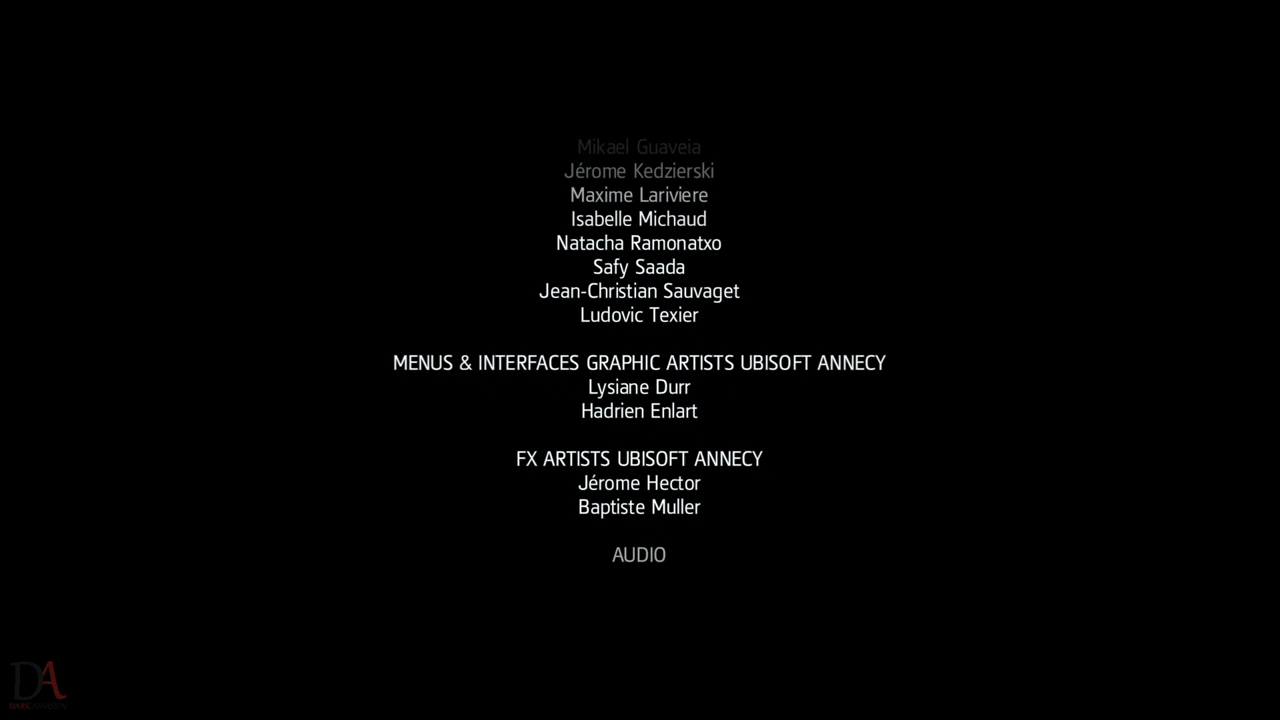 Mikael Guaveia
Jérome Kedzierski
Maxime Lariviere
Isabelle Michaud
Natacha Ramonatxo
Safy Saada
Jean-Christian Sauvaget
Ludovic Texier
MENUS & INTERFACES GRAPHIC ARTISTS UBISOFT ANNECY
Lysiane Durr
Hadrien Enlart
FX ARTISTS UBISOFT ANNECY
Jérome Hector
Baptiste Muller
AUDIO
DA
DARK